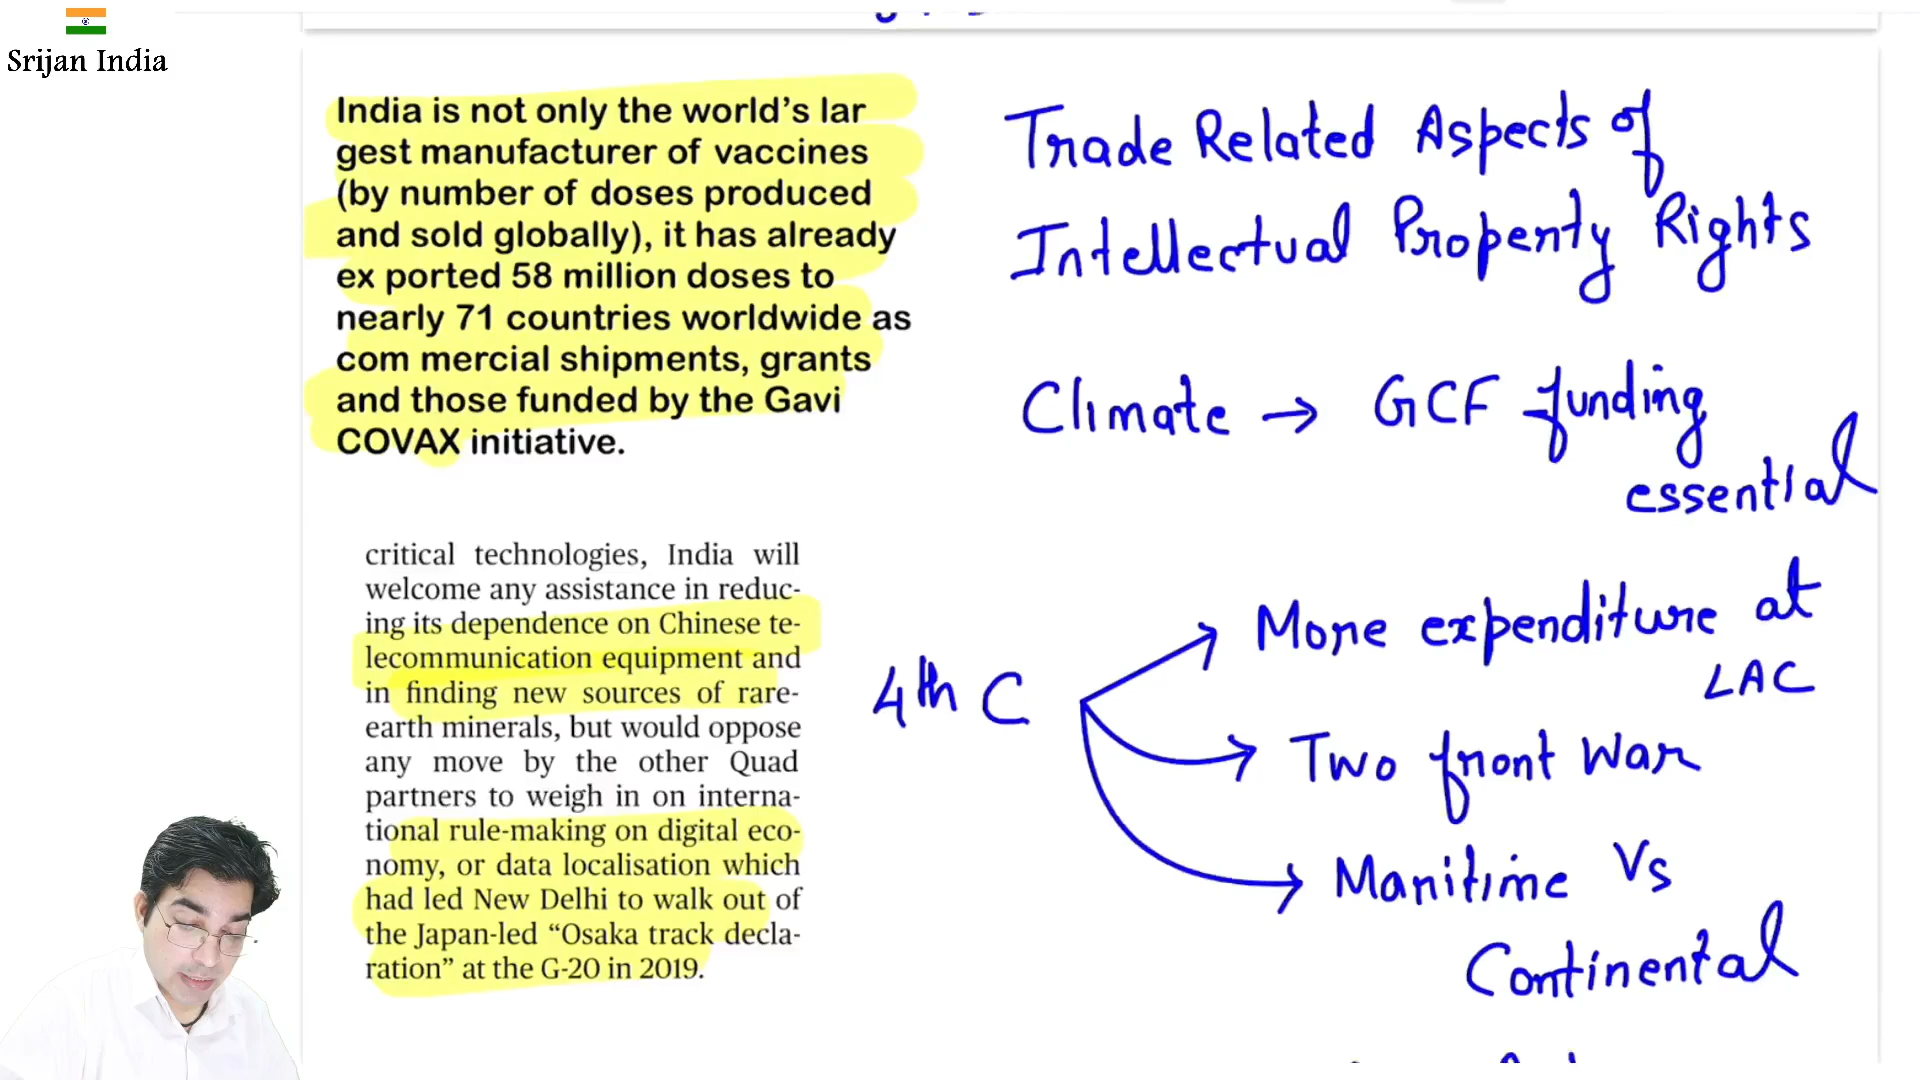 Srijan India
India is not only the world's lar
gest manufacturer of vaccines
(by number of doses produced
and sold globally), it has already
ex ported 58 million doses to
nearly 71 countries worldwide as
com mercial shipments, grants
and those funded by the Gavi
COVAX initiative.
critical technologies, India will
welcome any assistance in reduc-
ing its dependence on Chinese te-
lecommunication equipment and
in finding new sources of rare-
earth minerals, but would oppose
any move by the other Quad
partners to weigh in on interna-
tional rule-making on digital eco-
nomy, or data localisation which
had led New Delhi to walk out of
the Japan-led “Osaka track decla-
ration” at the G-20 in 2019.
Trade Related Aspects of
Intellectual Property Rights
Climate → GCF funding
essential
4th C
More expenditure at
LAC
Two front War
Maritime Vs
Continental